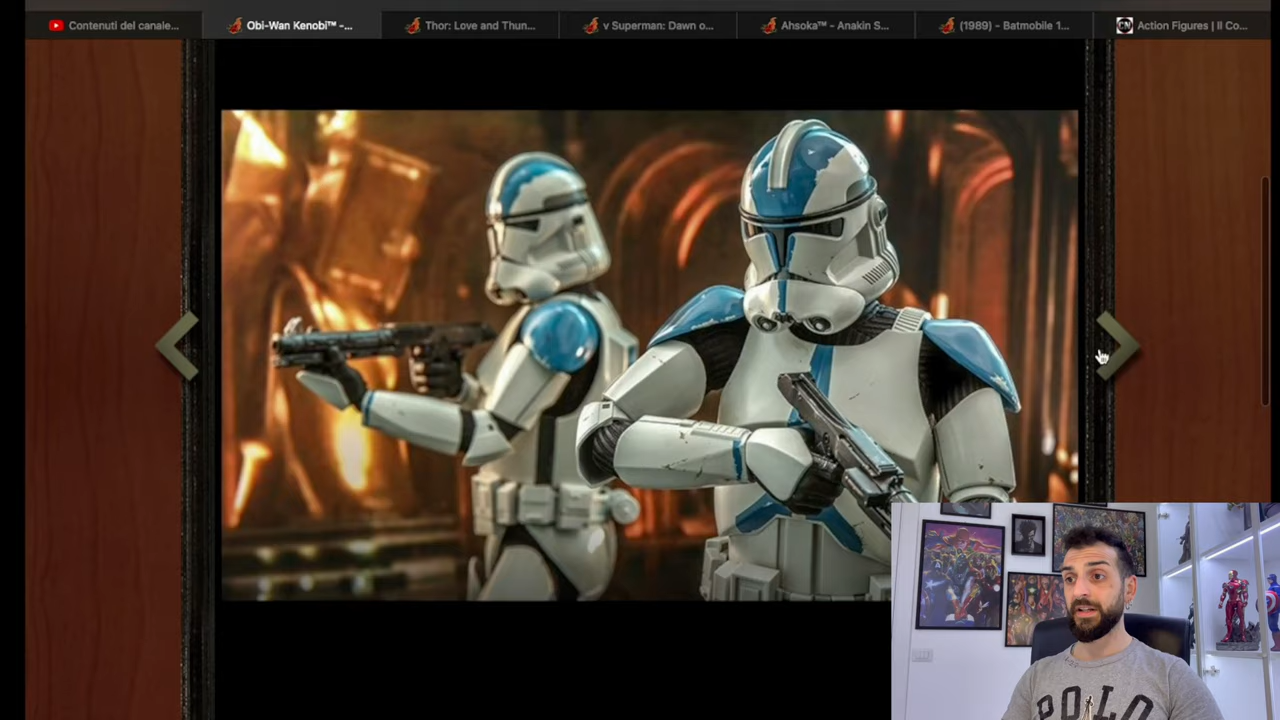 Contenuti del canale...
Obi-Wan Kenobi™ -...
Thor: Love and Thun...
v Superman: Dawn o...
Ahsoka™ - Anakin S...
(1989) - Batmobile 1...
CN
Action Figures | Il Co...
POLO